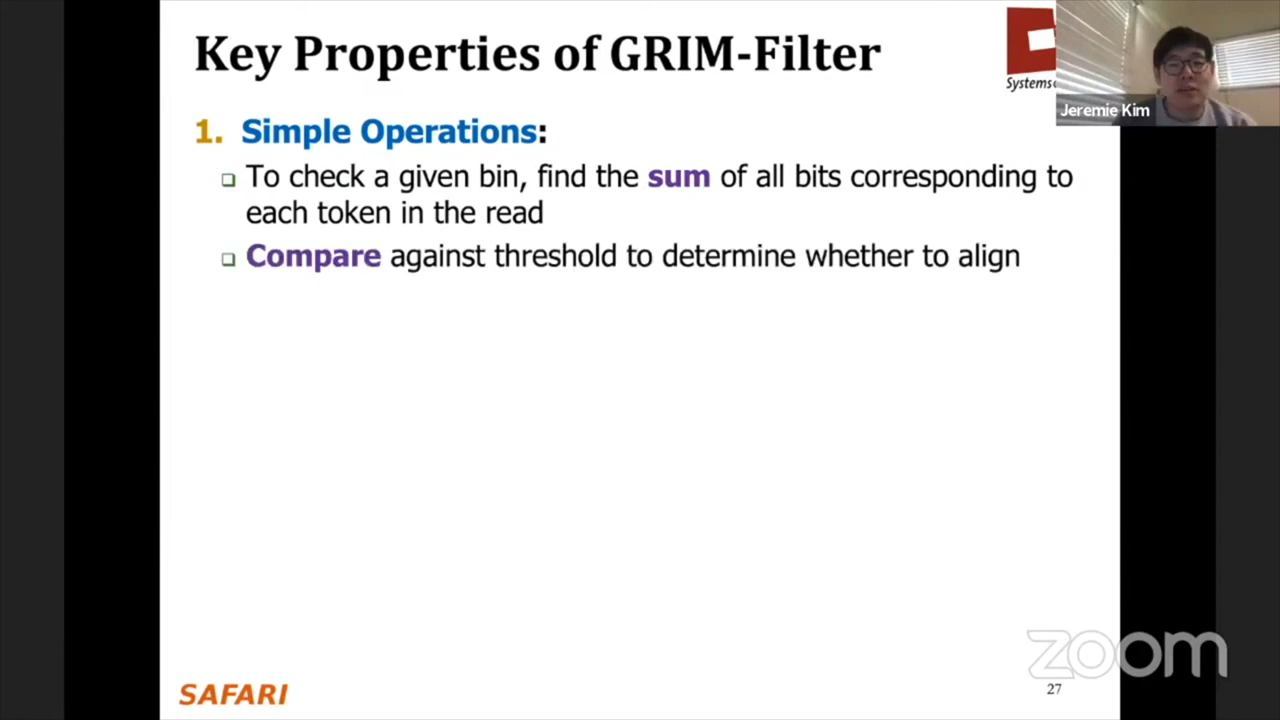 Key Properties of GRIM-Filter
Jeremie Kim
1. Simple Operations:
To check a given bin, find the sum of all bits corresponding to
each token in the read
Compare against threshold to determine whether to align
SAFARI
zoom
27